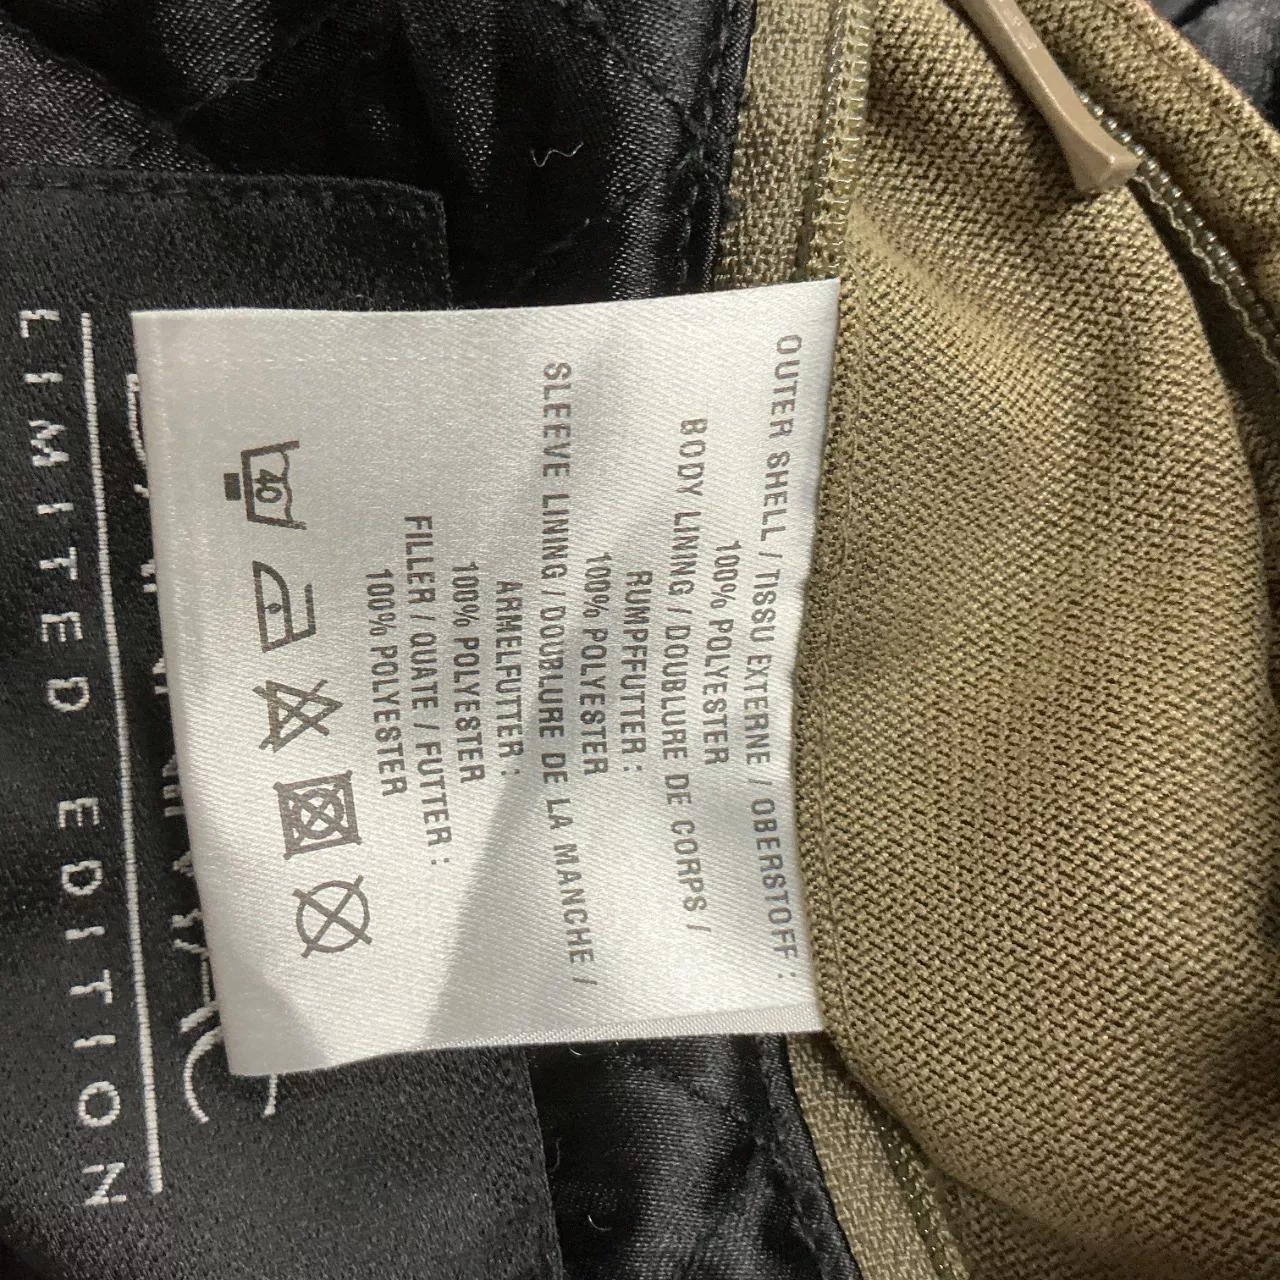 OUTER SHELL / TISSU EXTERNE / OBERSTOFF :
100% POLYESTER
BODY LINING / DOUBLURE DE CORPS /
RUMPFFUTTER :
100% POLYESTER
SLEEVE LINING / DOUBLURE DE LA MANCHE /
ARMELFUTTER :
100% POLYESTER
FILLER / OUATE / FUTTER :
100% POLYESTER
40
LIMITED EDITION